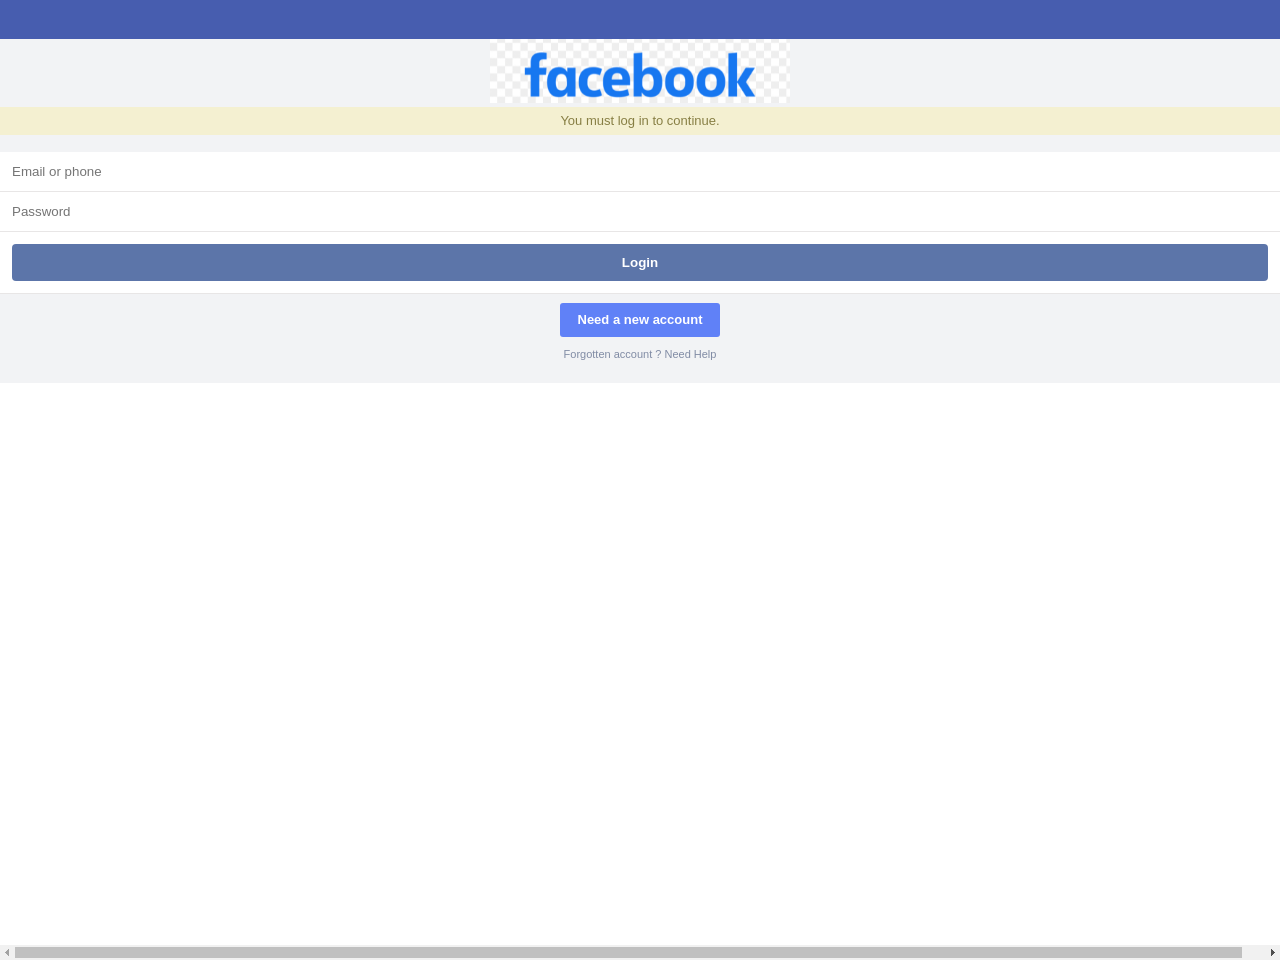 facebook
You must log in to continue.
Email or phone
Password
Login
Need a new account
Forgotten account ? Need Help